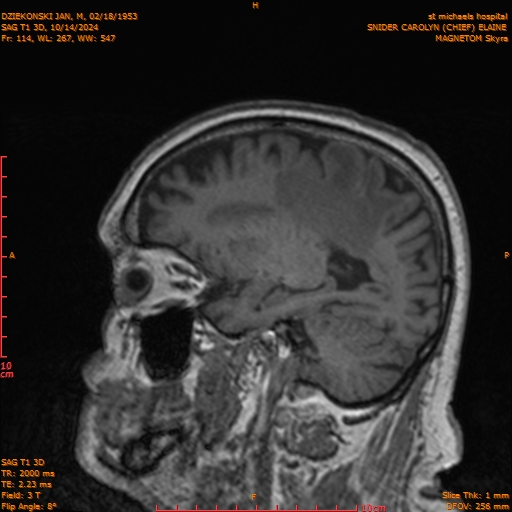 H
DZIEKONSKI JAN, M, 02/18/1953
SAG T1 3D, 10/14/2024
Fr: 114, WL: 267, WW: 547
st michaels hospital
SNIDER CAROLYN (CHIEF) ELAINE
MAGNETOM Skyra
A
P
10
cm
SAG T1 3D
TR: 2000 ms
TE: 2.23 ms
Field: 3 T
Flip Angle: 8°
F
10cm
Slice Thk: 1 mm
DFOV: 256 mm